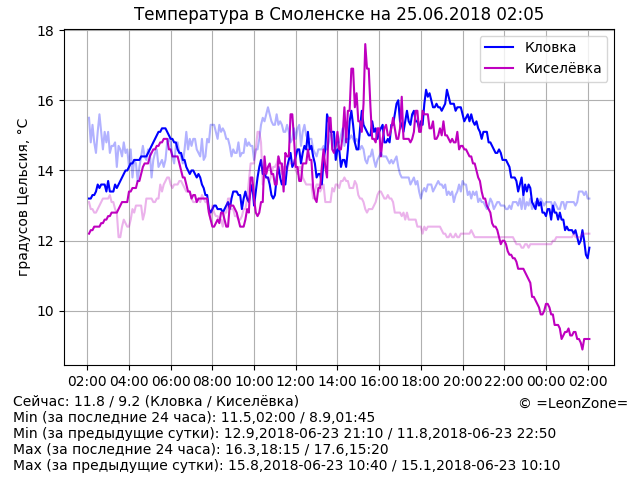 Температура в Смоленске на 25.06.2018 02:05
Кловка
Киселёвка
градусов Цельсия, °C
18
16
14
12
10
02:00 04:00 06:00 08:00 10:00 12:00 14:00 16:00 18:00 20:00 22:00 00:00 02:00
Сейчас: 11.8 / 9.2 (Кловка / Киселёвка)
© =LeonZone=
Min (за последние 24 часа): 11.5,02:00 / 8.9,01:45
Min (за предыдущие сутки): 12.9,2018-06-23 21:10 / 11.8,2018-06-23 22:50
Max (за последние 24 часа): 16.3,18:15 / 17.6,15:20
Max (за предыдущие сутки): 15.8,2018-06-23 10:40 / 15.1,2018-06-23 10:10